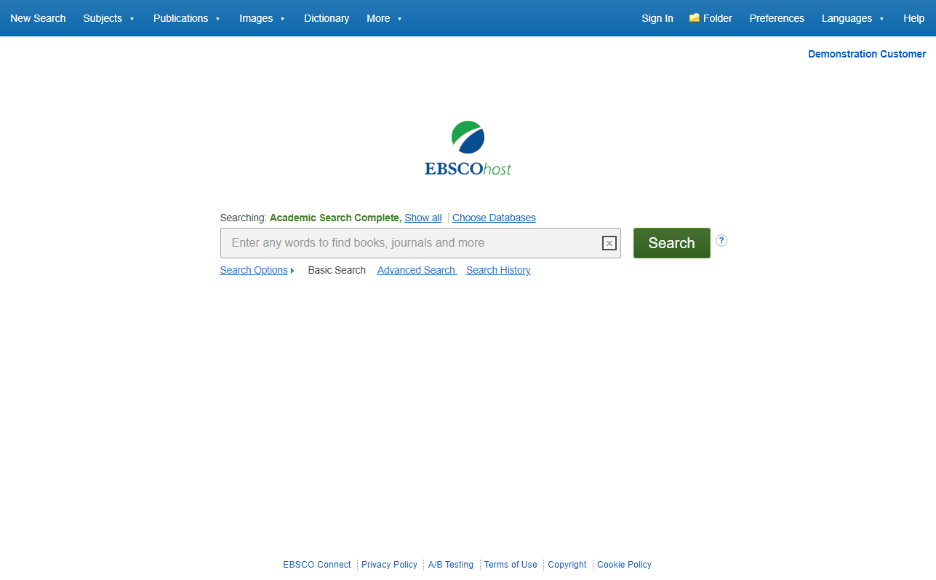 New Search Subjects Publications Images Dictionary More Sign In Folder Preferences Languages Help
Demonstration Customer
EBSCOhost
Searching: Academic Search Complete, Show all Choose Databases
Enter any words to find books, journals and more x Search ?
Search Options Basic Search Advanced Search Search History
EBSCO Connect Privacy Policy A/B Testing Terms of Use Copyright Cookie Policy